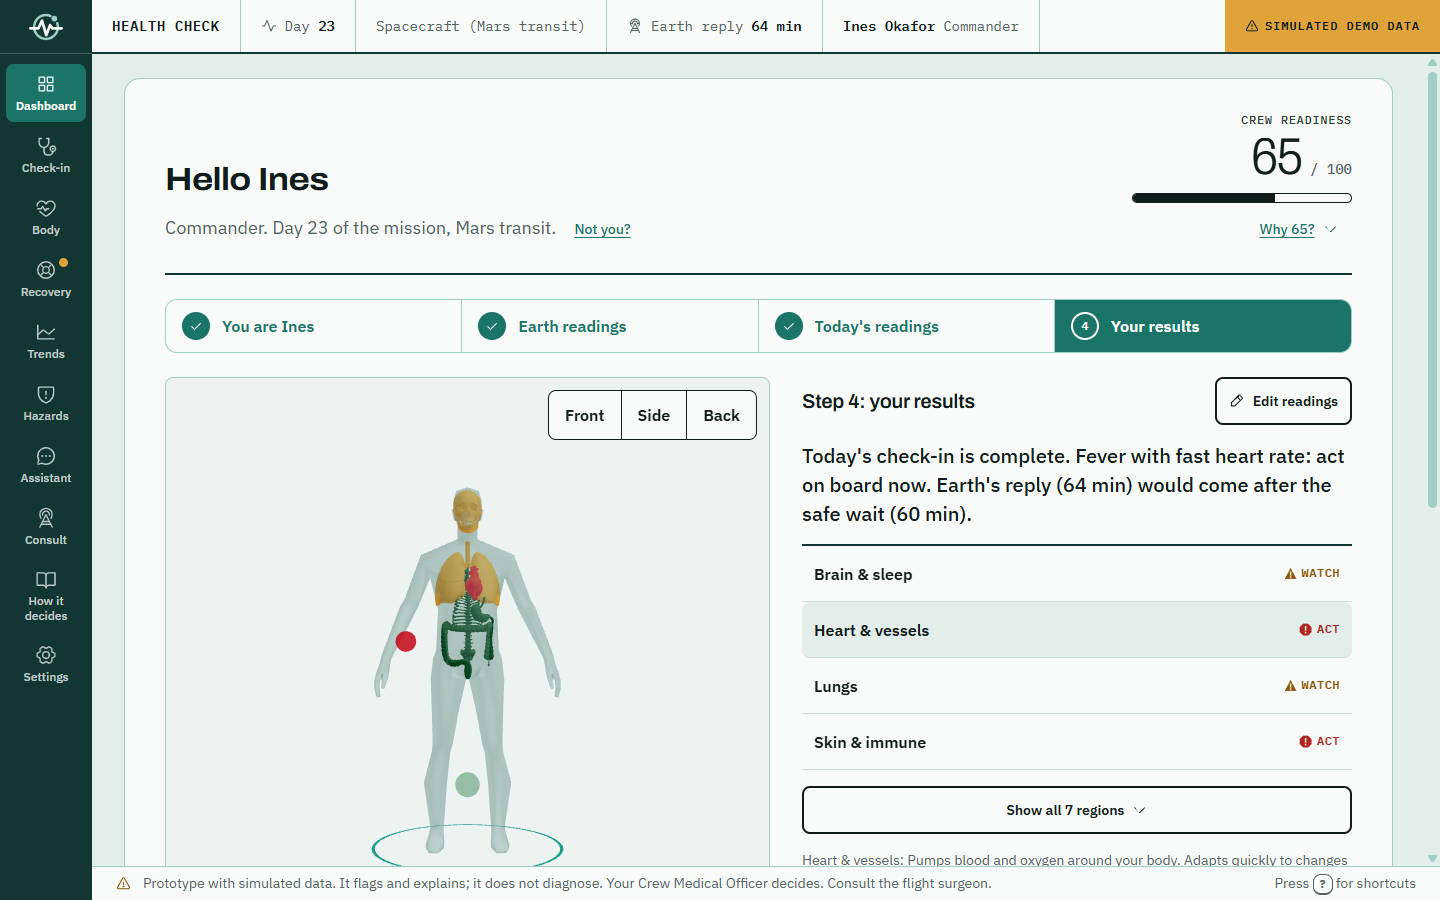 HEALTH CHECK
Day 23
Spacecraft (Mars transit)
Earth reply 64 min
Ines Okafor Commander
SIMULATED DEMO DATA
Dashboard
Check-in
Body
Recovery
Trends
Hazards
Assistant
Consult
How it
decides
Settings
CREW READINESS
65 / 100
Hello Ines
Commander. Day 23 of the mission, Mars transit.
Not you?
Why 65?
You are Ines
Earth readings
Today's readings
4 Your results
Front
Side
Back
Step 4: your results
Edit readings
Today's check-in is complete. Fever with fast heart rate: act
on board now. Earth's reply (64 min) would come after the
safe wait (60 min).
Brain & sleep
WATCH
Heart & vessels
ACT
Lungs
WATCH
Skin & immune
ACT
Show all 7 regions
Heart & vessels: Pumps blood and oxygen around your body. Adapts quickly to changes
Prototype with simulated data. It flags and explains; it does not diagnose. Your Crew Medical Officer decides. Consult the flight surgeon.
Press ? for shortcuts